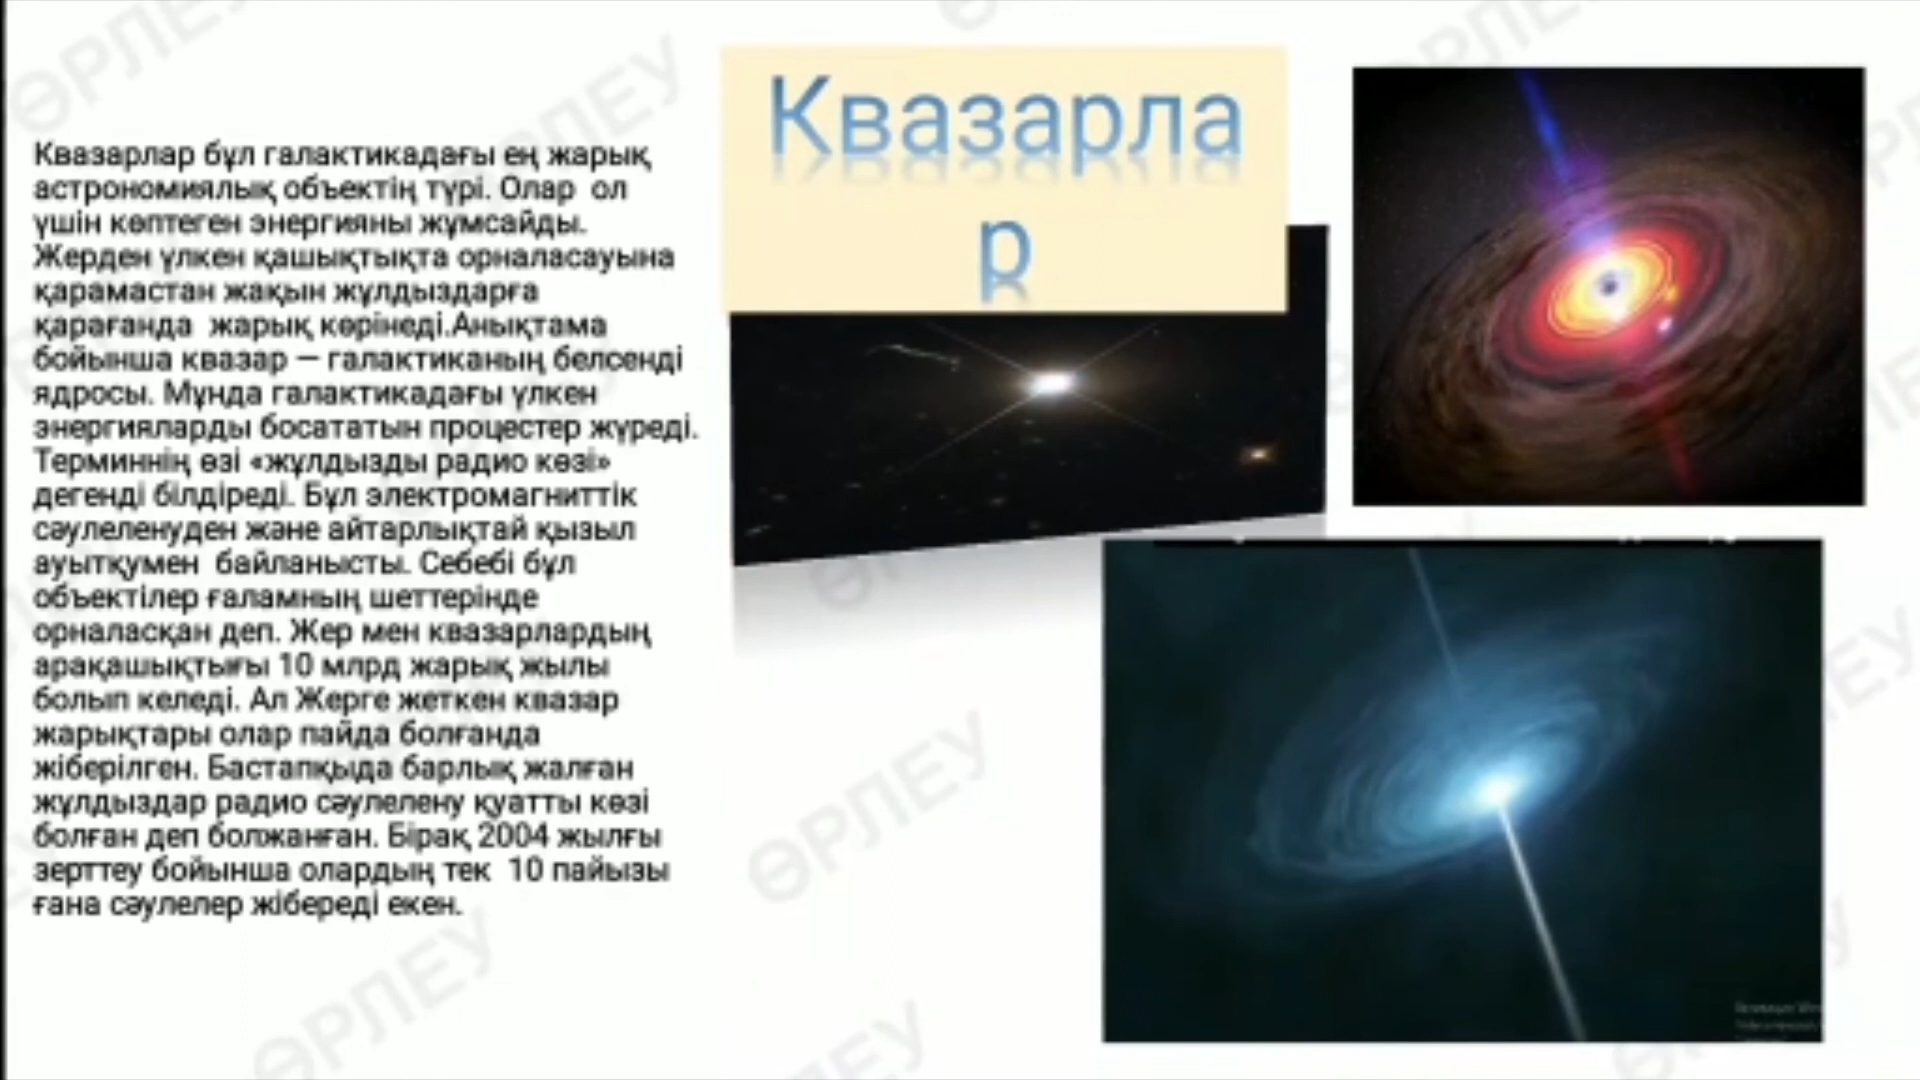 Квазарла
р
Квазарлар бұл галактикадағы ең жарық
астрономиялық объектің түрі. Олар ол
үшін көптеген энергияны жұмсайды.
Жерден үлкен қашықтықта орналасауына
қарамастан жақын жұлдыздарға
қарағанда жарық көрінеді.Анықтама
бойынша квазар — галактиканың белсенді
ядросы. Мұнда галактикадағы үлкен
энергияларды босататын процестер жүреді.
Терминнің өзі «жұлдызды радио көзі»
дегенді білдіреді. Бұл электромагниттік
сәулеленуден және айтарлықтай қызыл
ауытқумен байланысты. Себебі бұл
объектілер ғаламның шеттерінде
орналасқан деп. Жер мен квазарлардың
арақашықтығы 10 млрд жарық жылы
болып келеді. Ал Жерге жеткен квазар
жарықтары олар пайда болғанда
жіберілген. Бастапқыда барлық жалған
жұлдыздар радио сәулелену қуатты көзі
болған деп болжанған. Бірақ 2004 жылғы
зерттеу бойынша олардың тек 10 пайызы
ғана сәулелер жібереді екен.
ӨРЛЕУ